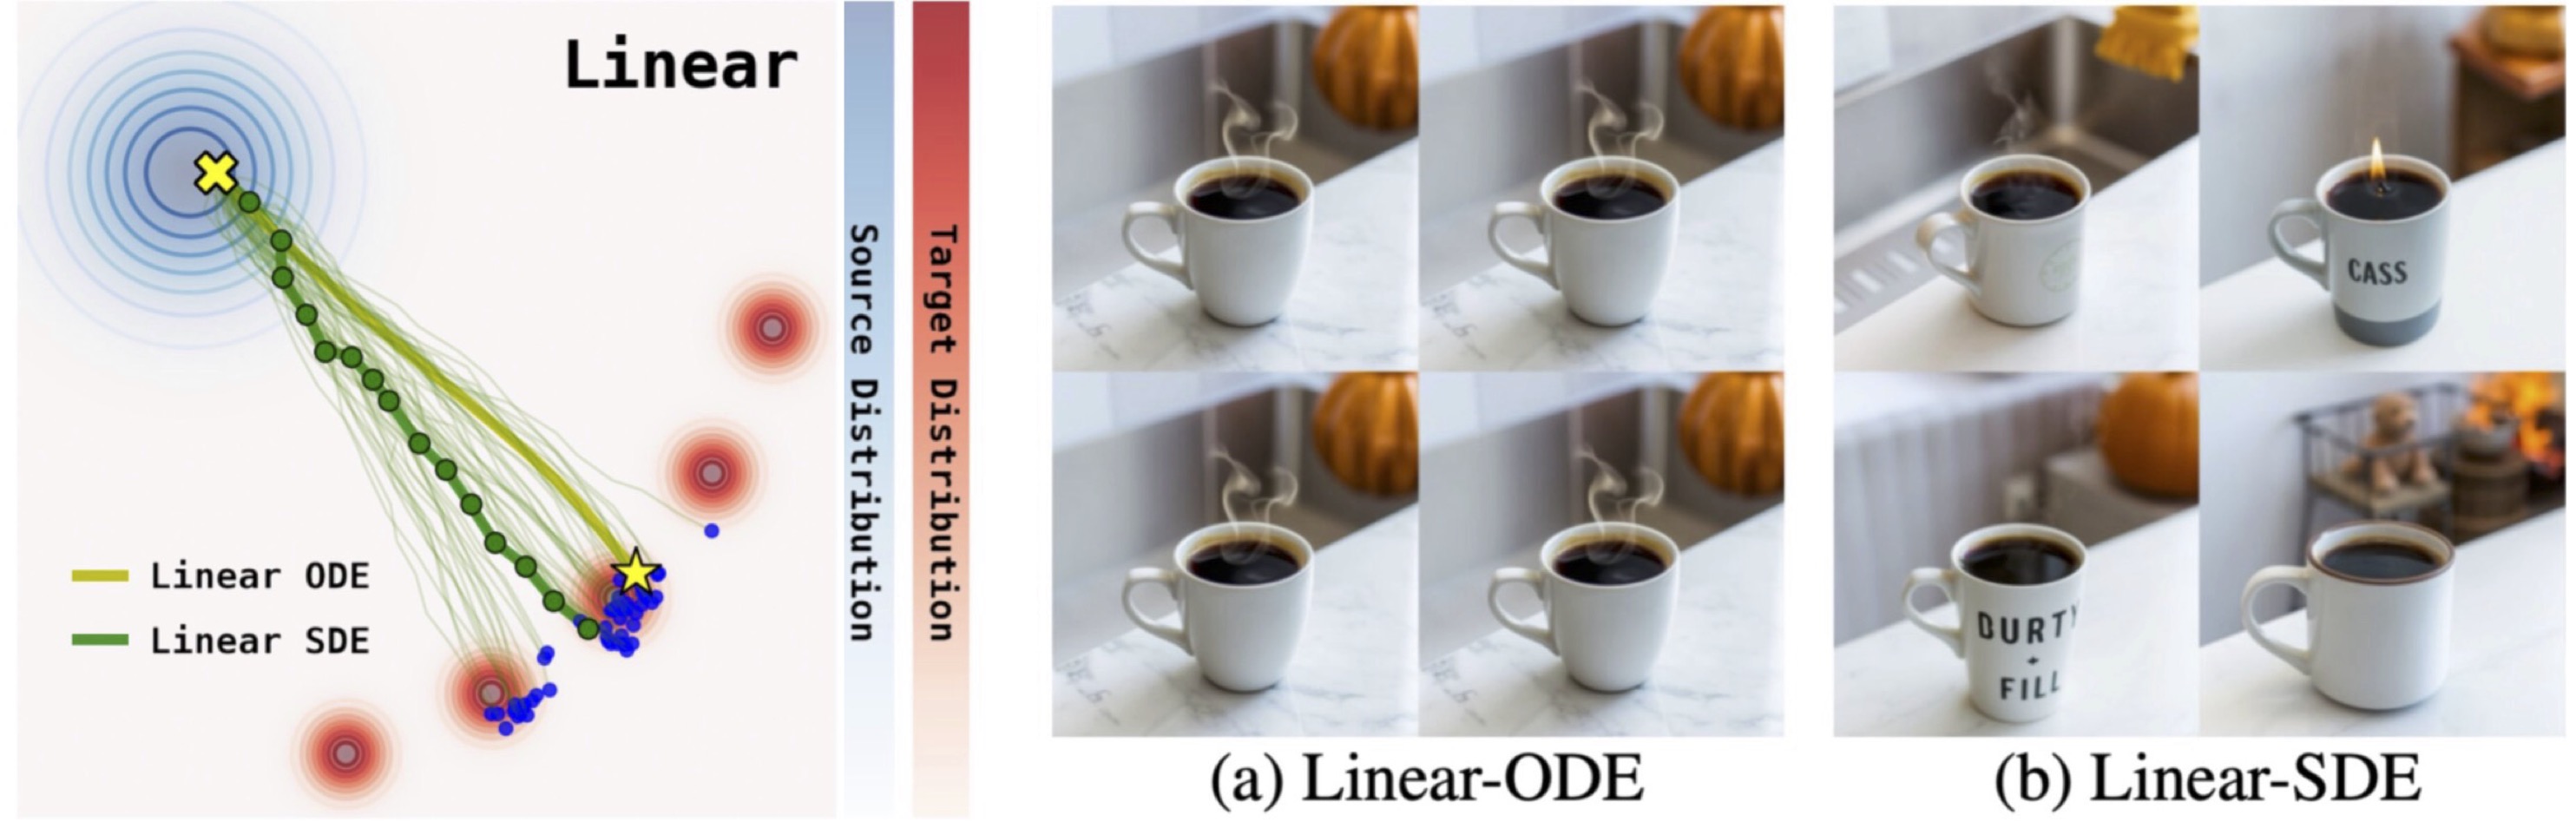 Linear
Linear ODE
Linear SDE
Source Distribution
Target Distribution
CASS
DURTY
FILL
(a) Linear-ODE
(b) Linear-SDE